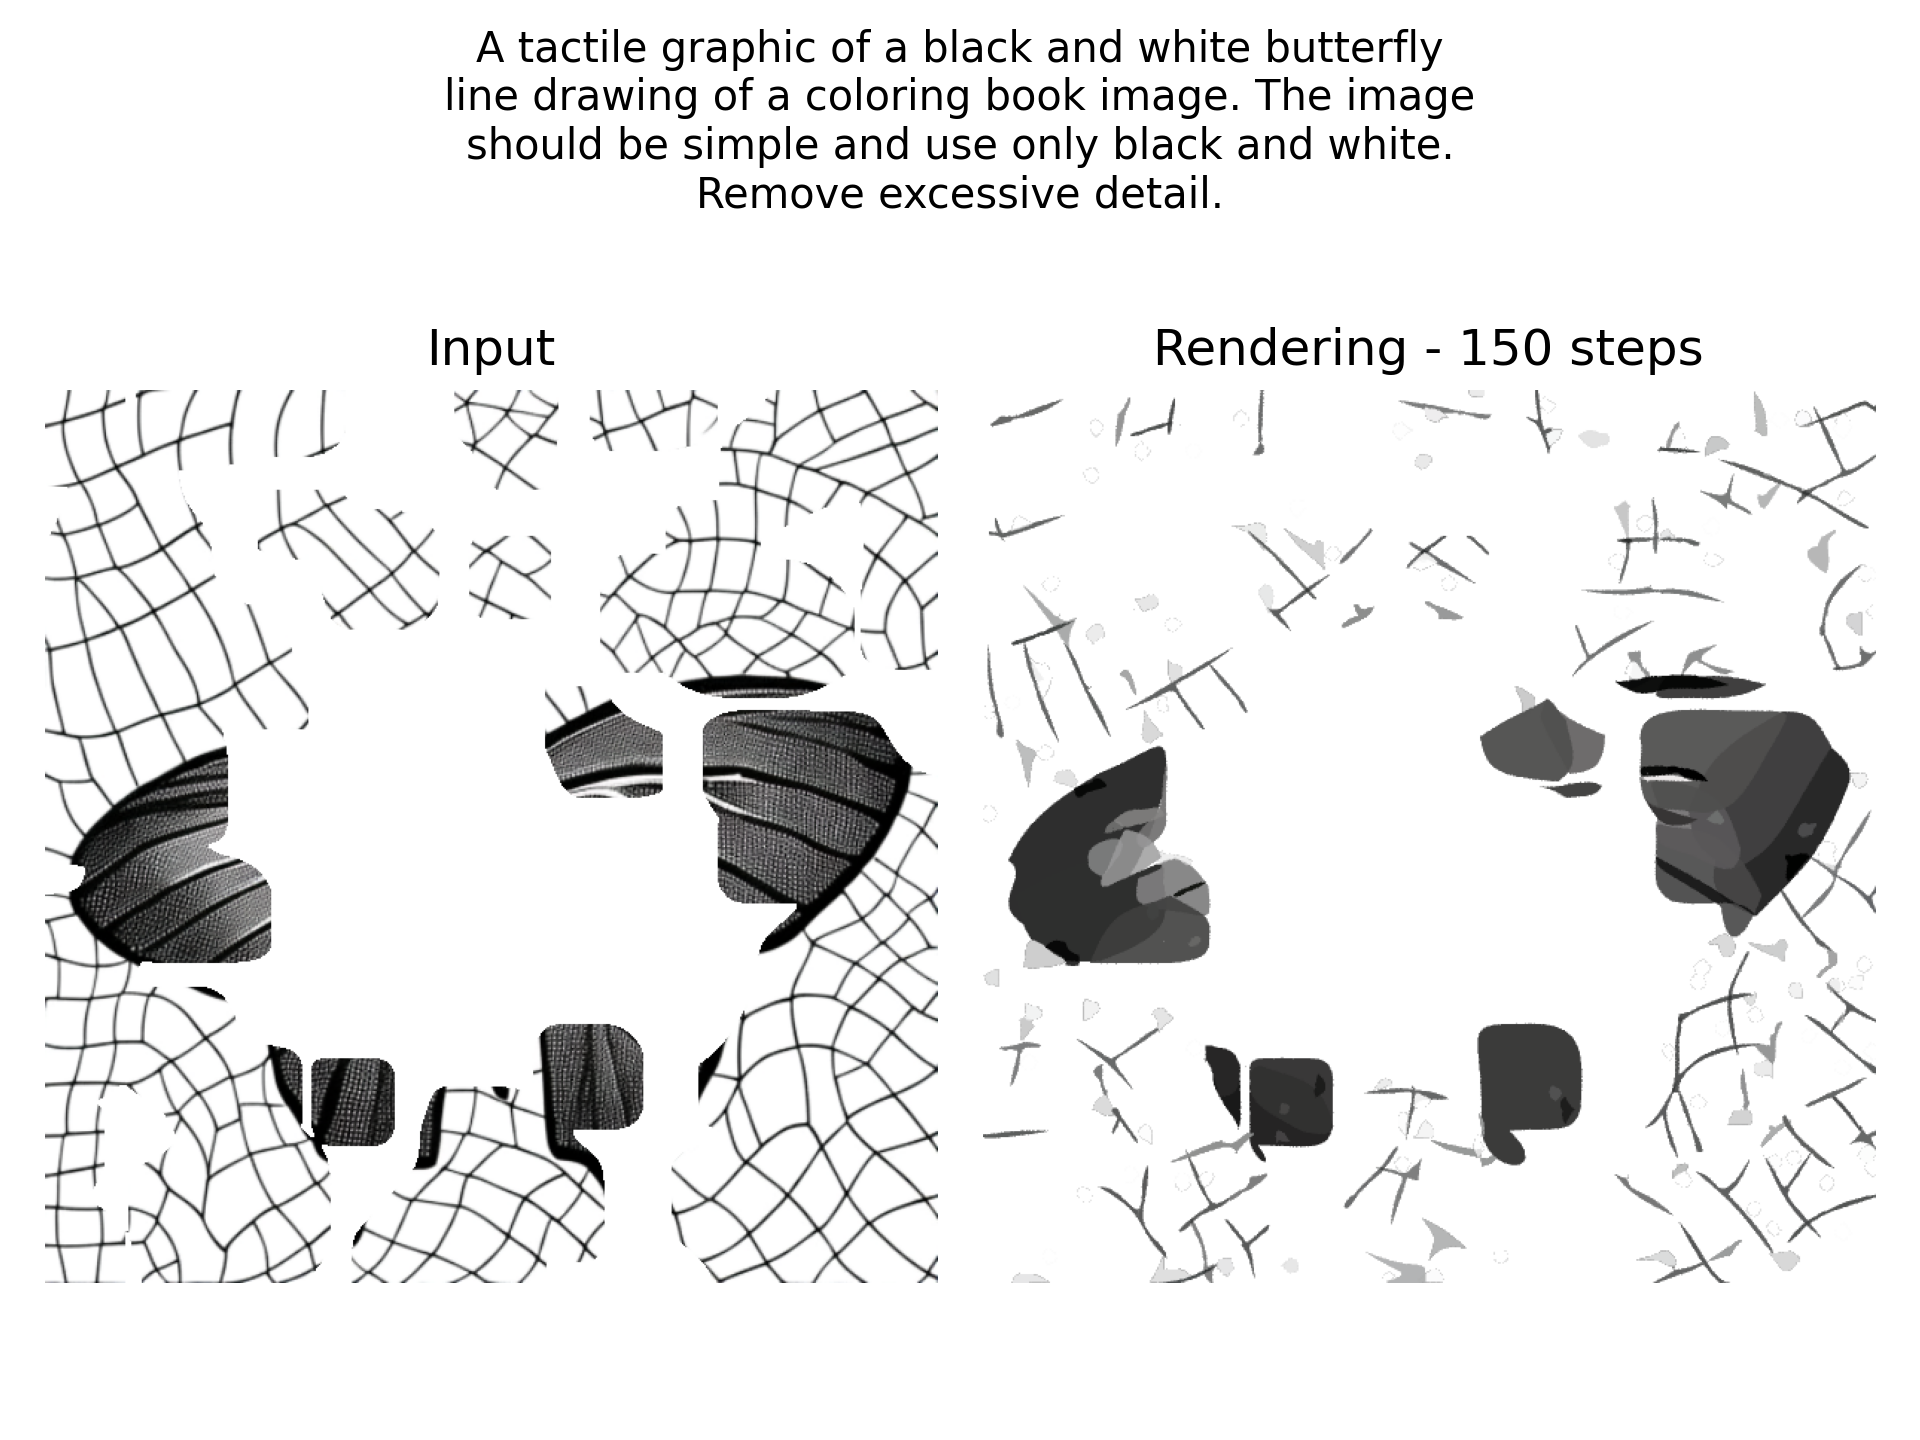 A tactile graphic of a black and white butterfly
line drawing of a coloring book image. The image
should be simple and use only black and white.
Remove excessive detail.
Input
Rendering - 150 steps